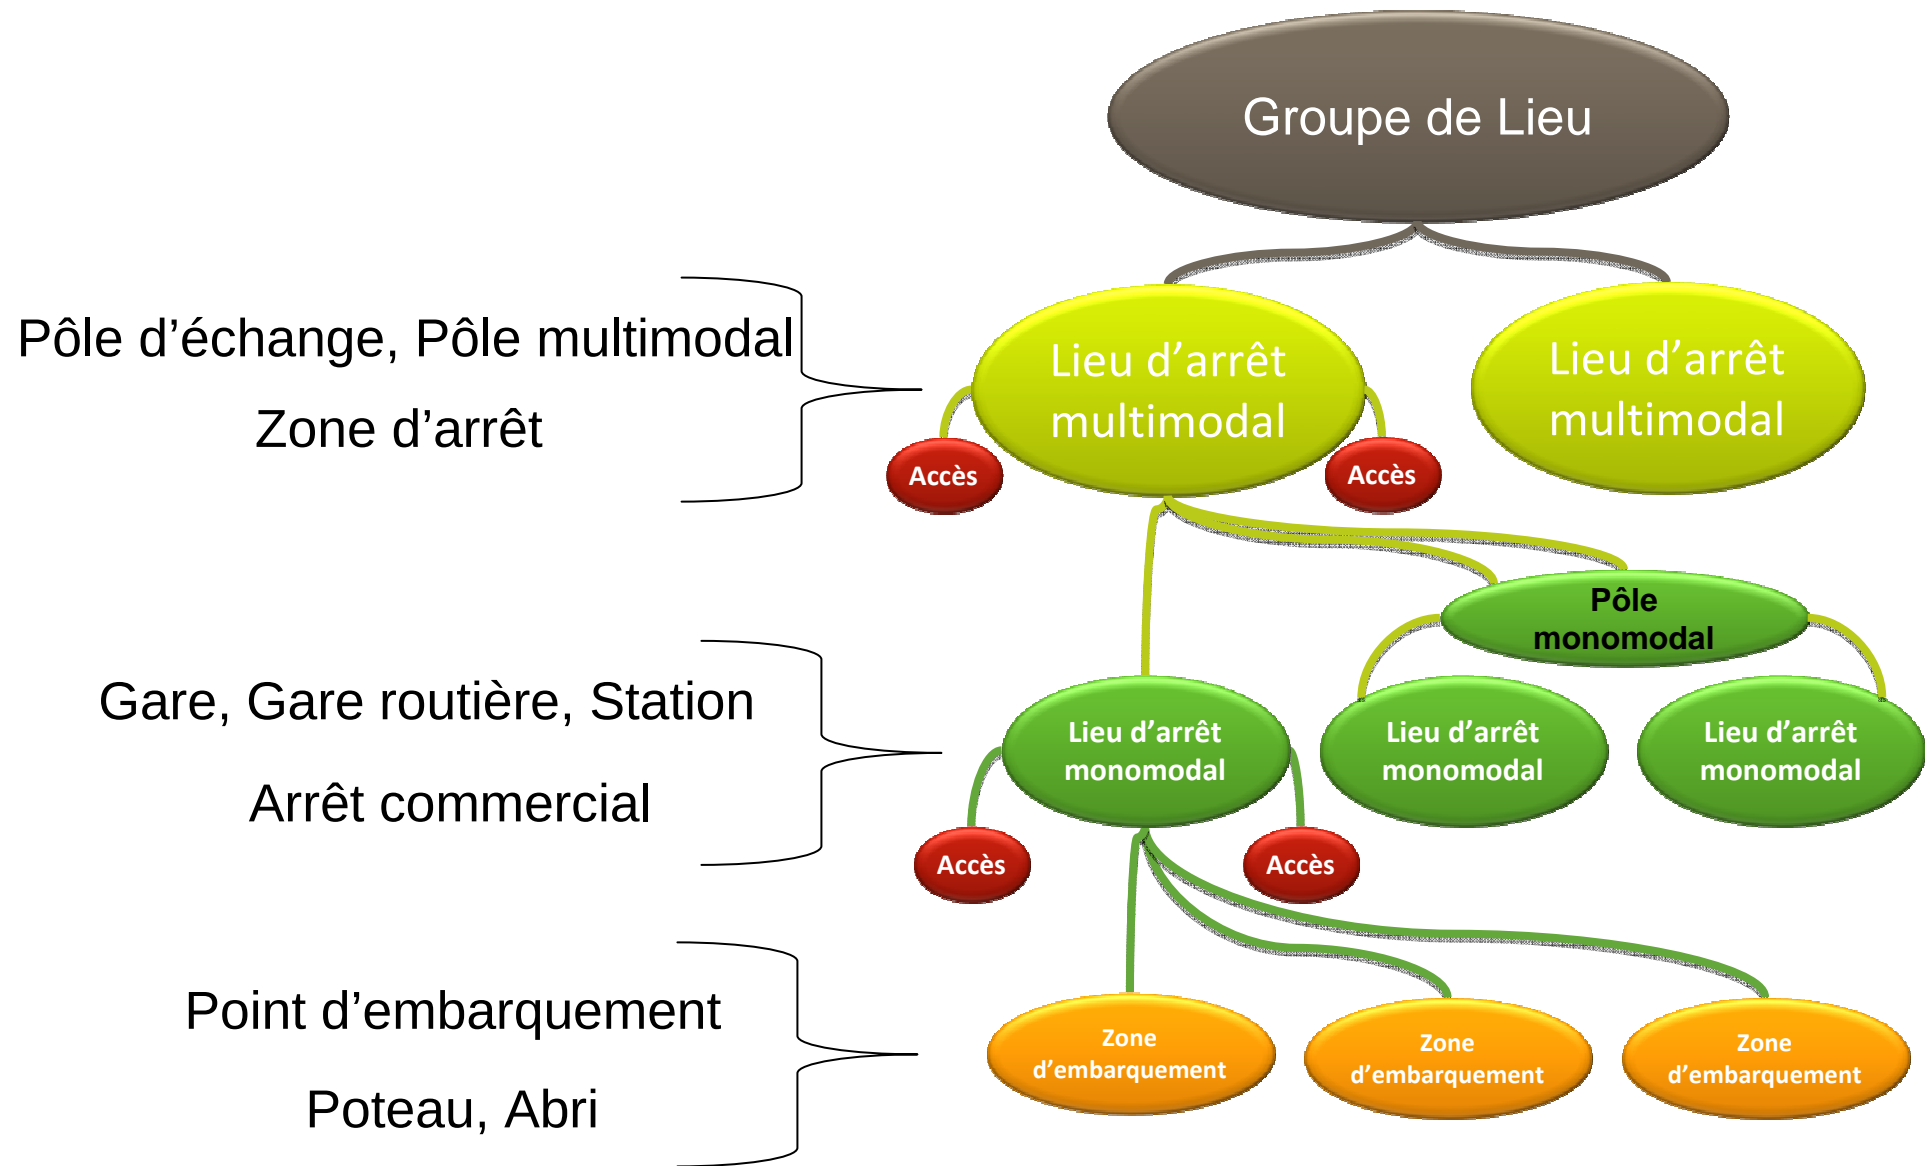 Groupe de Lieu
Pôle d’échange, Pôle multimodal
Zone d’arrêt
Lieu d’arrêt
multimodal
Lieu d’arrêt
multimodal
Accès
Accès
Pôle
monomodal
Gare, Gare routière, Station
Arrêt commercial
Lieu d’arrêt
monomodal
Lieu d’arrêt
monomodal
Lieu d’arrêt
monomodal
Accès
Accès
Point d’embarquement
Poteau, Abri
Zone
d’embarquement
Zone
d’embarquement
Zone
d’embarquement